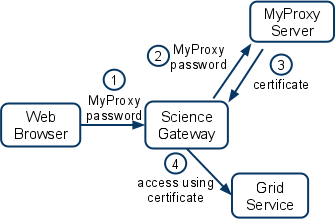 MyProxy
Server
2
MyProxy
password
1
MyProxy
password
3
certificate
Web
Browser
Science
Gateway
4
access using
certificate
Grid
Service